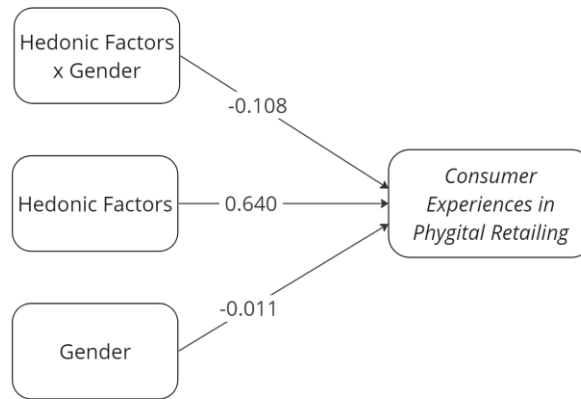 Hedonic Factors
x Gender
-0.108
Hedonic Factors
0.640
Consumer
Experiences in
Phygital Retailing
-0.011
Gender